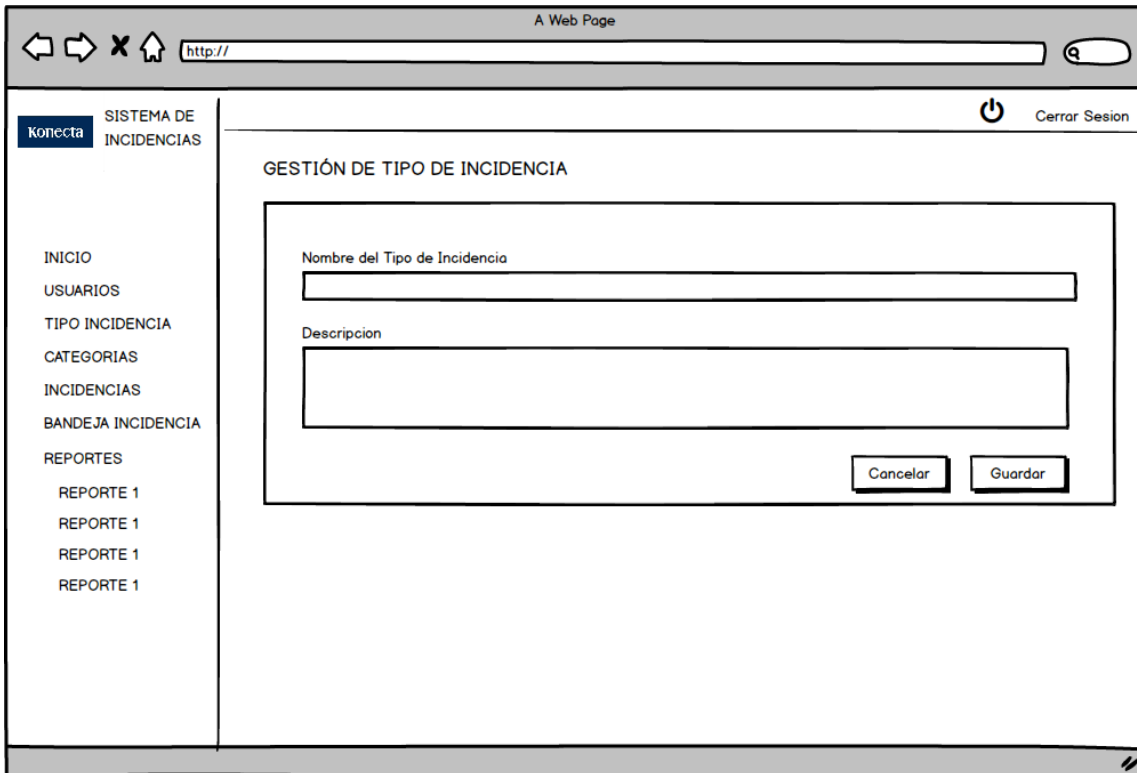 A Web Page
http://
Konecta
SISTEMA DE
INCIDENCIAS
Cerrar Sesion
GESTIÓN DE TIPO DE INCIDENCIA
INICIO
USUARIOS
TIPO INCIDENCIA
CATEGORIAS
INCIDENCIAS
BANDEJA INCIDENCIA
REPORTES
REPORTE 1
REPORTE 1
REPORTE 1
REPORTE 1
Nombre del Tipo de Incidencia
Descripcion
Cancelar
Guardar